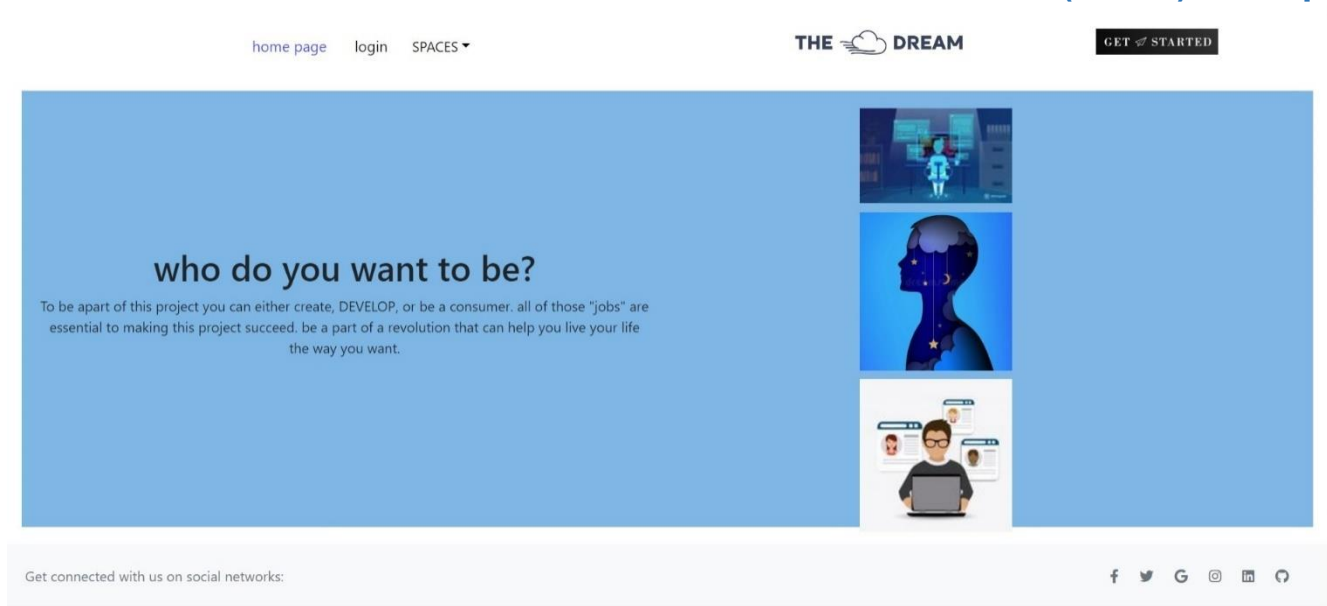 home page login SPACES
THE DREAM
GET STARTED
who do you want to be?
To be apart of this project you can either create, DEVELOP, or be a consumer. all of those "jobs" are
essential to making this project succeed. be a part of a revolution that can help you live your life
the way you want.
Get connected with us on social networks: